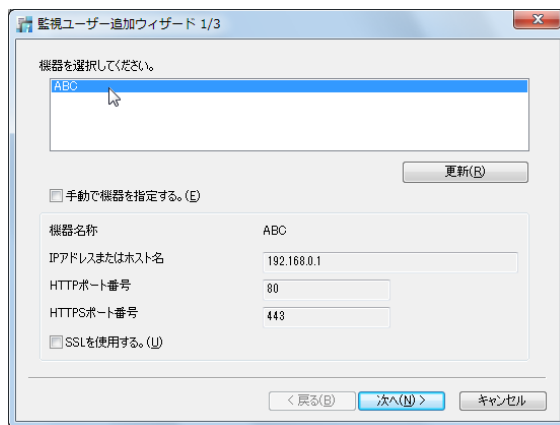 監視ユーザー追加ウィザード 1/3
機器を選択してください。
ABC
更新(R)
手動で機器を指定する。(E)
機器名称 ABC
IPアドレスまたはホスト名 192.168.0.1
HTTPポート番号 80
HTTPSポート番号 443
SSLを使用する。(U)
< 戻る(B) 次へ(N) > キャンセル